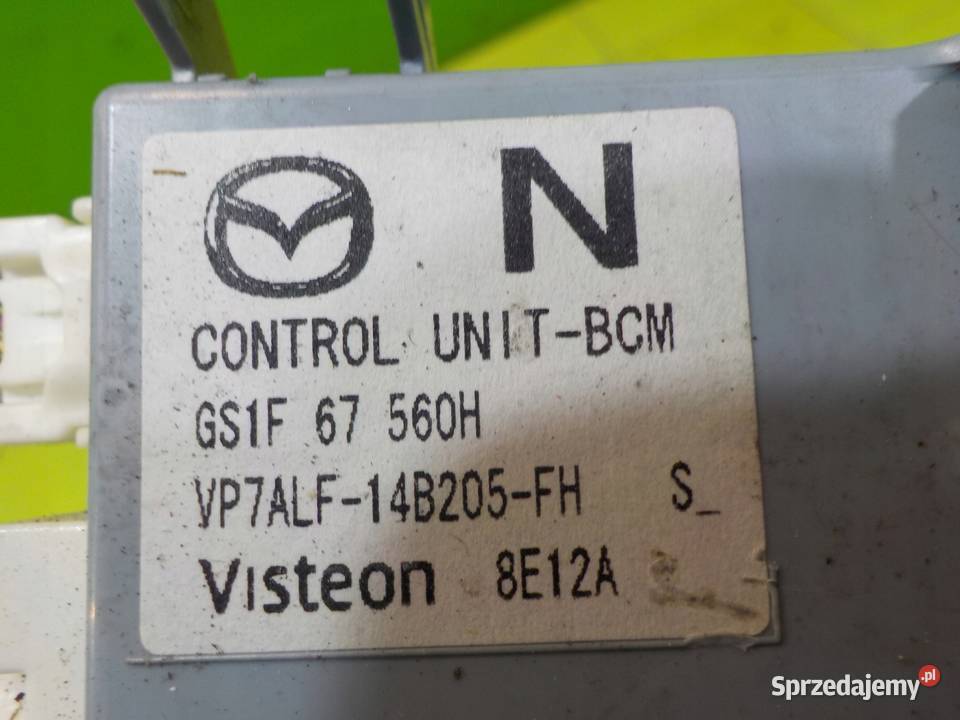 N
CONTROL UNIT-BCM
GS1F 67 560H
VP7ALF-14B205-FH S_
Visteon 8E12A
Sprzedajemy.pl